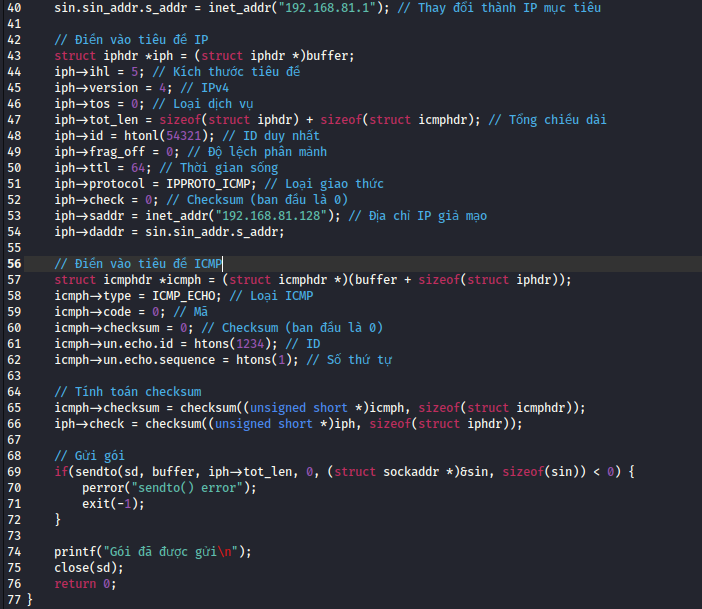 40 sin.sin_addr.s_addr = inet_addr("192.168.81.1"); // Thay đổi thành IP mục tiêu
41
42 // Điền vào tiêu đề IP
43 struct iphdr *iph = (struct iphdr *)buffer;
44 iph->ihl = 5; // Kích thước tiêu đề
45 iph->version = 4; // IPv4
46 iph->tos = 0; // Loại dịch vụ
47 iph->tot_len = sizeof(struct iphdr) + sizeof(struct icmphdr); // Tổng chiều dài
48 iph->id = htonl(54321); // ID duy nhất
49 iph->frag_off = 0; // Độ lệch phân mảnh
50 iph->ttl = 64; // Thời gian sống
51 iph->protocol = IPPROTO_ICMP; // Loại giao thức
52 iph->check = 0; // Checksum (ban đầu là 0)
53 iph->saddr = inet_addr("192.168.81.128"); // Địa chỉ IP giả mạo
54 iph->daddr = sin.sin_addr.s_addr;
55
56 // Điền vào tiêu đề ICMP
57 struct icmphdr *icmph = (struct icmphdr *)(buffer + sizeof(struct iphdr));
58 icmph->type = ICMP_ECHO; // Loại ICMP
59 icmph->code = 0; // Mã
60 icmph->checksum = 0; // Checksum (ban đầu là 0)
61 icmph->un.echo.id = htons(1234); // ID
62 icmph->un.echo.sequence = htons(1); // Số thứ tự
63
64 // Tính toán checksum
65 icmph->checksum = checksum((unsigned short *)icmph, sizeof(struct icmphdr));
66 iph->check = checksum((unsigned short *)iph, sizeof(struct iphdr));
67
68 // Gửi gói
69 if(sendto(sd, buffer, iph->tot_len, 0, (struct sockaddr *)&sin, sizeof(sin)) < 0) {
70 perror("sendto() error");
71 exit(-1);
72 }
73
74 printf("Gói đã được gửi\n");
75 close(sd);
76 return 0;
77 }